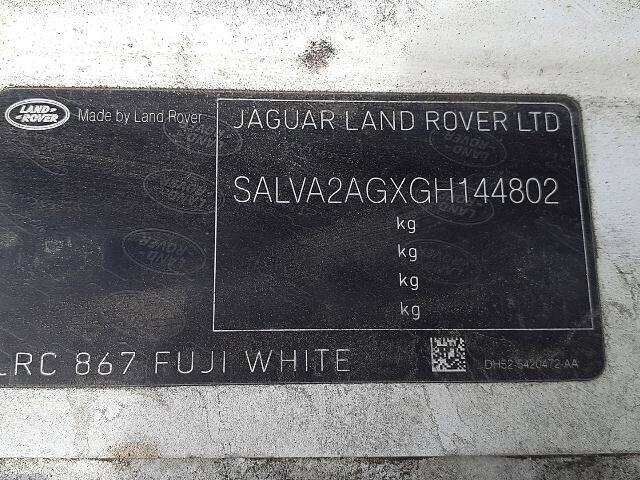 LAND-
ROVER
Made by Land Rover
JAGUAR LAND ROVER LTD
SALVA2AGXGH144802
kg
kg
kg
kg
LRC 867 FUJI WHITE
DH52-5420472-AA